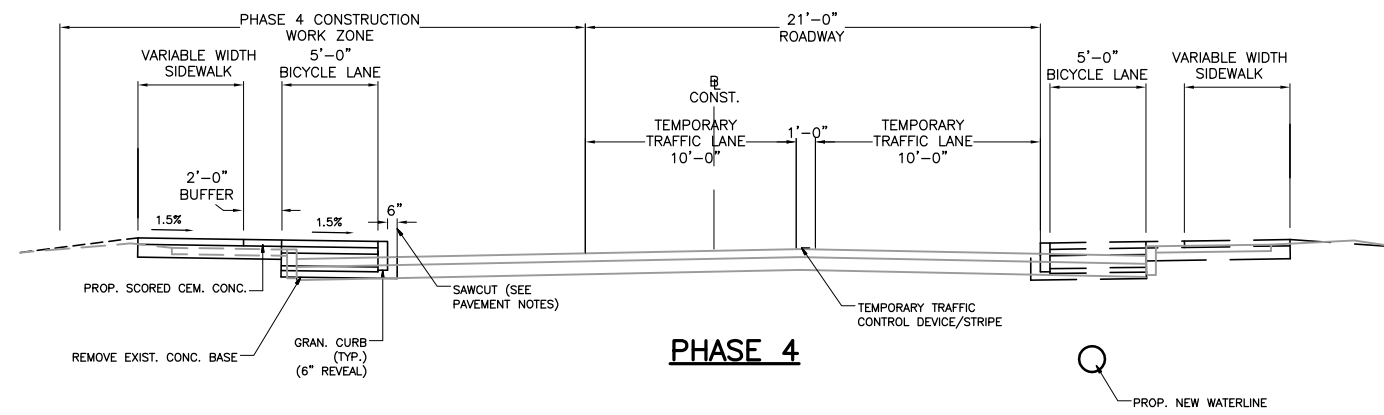 PHASE 4 CONSTRUCTION
WORK ZONE
21'-0"
ROADWAY
VARIABLE WIDTH
SIDEWALK
5'-0"
BICYCLE LANE
5'-0"
BICYCLE LANE
VARIABLE WIDTH
SIDEWALK
BL
CONST.
TEMPORARY
TRAFFIC LANE
10'-0"
1'-0"
TEMPORARY
TRAFFIC LANE
10'-0"
2'-0"
BUFFER
1.5%
1.5%
6"
PROP. SCORED CEM. CONC.
SAWCUT (SEE
PAVEMENT NOTES)
TEMPORARY TRAFFIC
CONTROL DEVICE/STRIPE
REMOVE EXIST. CONC. BASE
GRAN. CURB
(TYP.)
(6" REVEAL)
PHASE 4
PROP. NEW WATERLINE